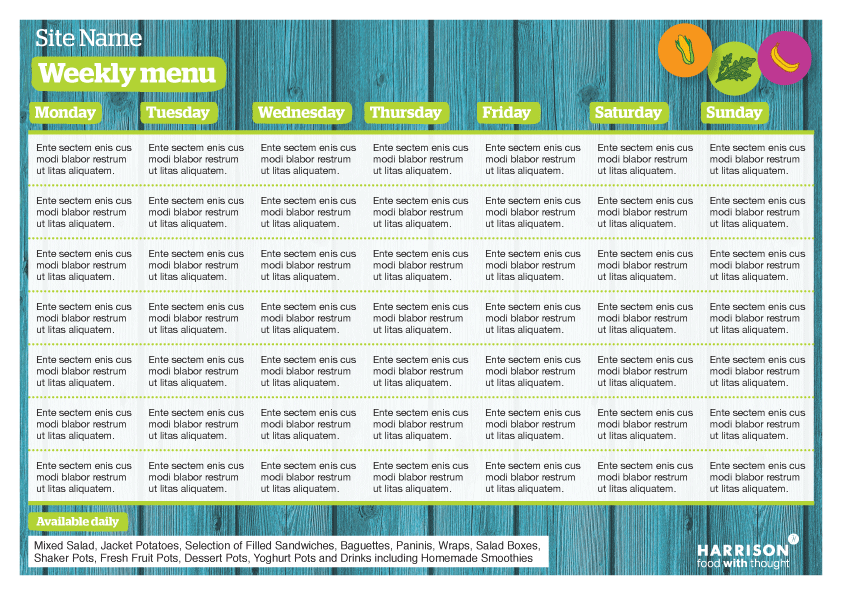 Site Name
Weekly menu
Monday Tuesday Wednesday Thursday Friday Saturday Sunday
Ente sectem enis cus Ente sectem enis cus Ente sectem enis cus Ente sectem enis cus Ente sectem enis cus Ente sectem enis cus Ente sectem enis cus
modi blabor restrum modi blabor restrum modi blabor restrum modi blabor restrum modi blabor restrum modi blabor restrum modi blabor restrum
ut litas aliquatem. ut litas aliquatem. ut litas aliquatem. ut litas aliquatem. ut litas aliquatem. ut litas aliquatem. ut litas aliquatem.
Ente sectem enis cus Ente sectem enis cus Ente sectem enis cus Ente sectem enis cus Ente sectem enis cus Ente sectem enis cus Ente sectem enis cus
modi blabor restrum modi blabor restrum modi blabor restrum modi blabor restrum modi blabor restrum modi blabor restrum modi blabor restrum
ut litas aliquatem. ut litas aliquatem. ut litas aliquatem. ut litas aliquatem. ut litas aliquatem. ut litas aliquatem. ut litas aliquatem.
Ente sectem enis cus Ente sectem enis cus Ente sectem enis cus Ente sectem enis cus Ente sectem enis cus Ente sectem enis cus Ente sectem enis cus
modi blabor restrum modi blabor restrum modi blabor restrum modi blabor restrum modi blabor restrum modi blabor restrum modi blabor restrum
ut litas aliquatem. ut litas aliquatem. ut litas aliquatem. ut litas aliquatem. ut litas aliquatem. ut litas aliquatem. ut litas aliquatem.
Ente sectem enis cus Ente sectem enis cus Ente sectem enis cus Ente sectem enis cus Ente sectem enis cus Ente sectem enis cus Ente sectem enis cus
modi blabor restrum modi blabor restrum modi blabor restrum modi blabor restrum modi blabor restrum modi blabor restrum modi blabor restrum
ut litas aliquatem. ut litas aliquatem. ut litas aliquatem. ut litas aliquatem. ut litas aliquatem. ut litas aliquatem. ut litas aliquatem.
Ente sectem enis cus Ente sectem enis cus Ente sectem enis cus Ente sectem enis cus Ente sectem enis cus Ente sectem enis cus Ente sectem enis cus
modi blabor restrum modi blabor restrum modi blabor restrum modi blabor restrum modi blabor restrum modi blabor restrum modi blabor restrum
ut litas aliquatem. ut litas aliquatem. ut litas aliquatem. ut litas aliquatem. ut litas aliquatem. ut litas aliquatem. ut litas aliquatem.
Ente sectem enis cus Ente sectem enis cus Ente sectem enis cus Ente sectem enis cus Ente sectem enis cus Ente sectem enis cus Ente sectem enis cus
modi blabor restrum modi blabor restrum modi blabor restrum modi blabor restrum modi blabor restrum modi blabor restrum modi blabor restrum
ut litas aliquatem. ut litas aliquatem. ut litas aliquatem. ut litas aliquatem. ut litas aliquatem. ut litas aliquatem. ut litas aliquatem.
Ente sectem enis cus Ente sectem enis cus Ente sectem enis cus Ente sectem enis cus Ente sectem enis cus Ente sectem enis cus Ente sectem enis cus
modi blabor restrum modi blabor restrum modi blabor restrum modi blabor restrum modi blabor restrum modi blabor restrum modi blabor restrum
ut litas aliquatem. ut litas aliquatem. ut litas aliquatem. ut litas aliquatem. ut litas aliquatem. ut litas aliquatem. ut litas aliquatem.
Available daily
Mixed Salad, Jacket Potatoes, Selection of Filled Sandwiches, Baguettes, Paninis, Wraps, Salad Boxes,
Shaker Pots, Fresh Fruit Pots, Dessert Pots, Yoghurt Pots and Drinks including Homemade Smoothies
HARRISON
food with thought